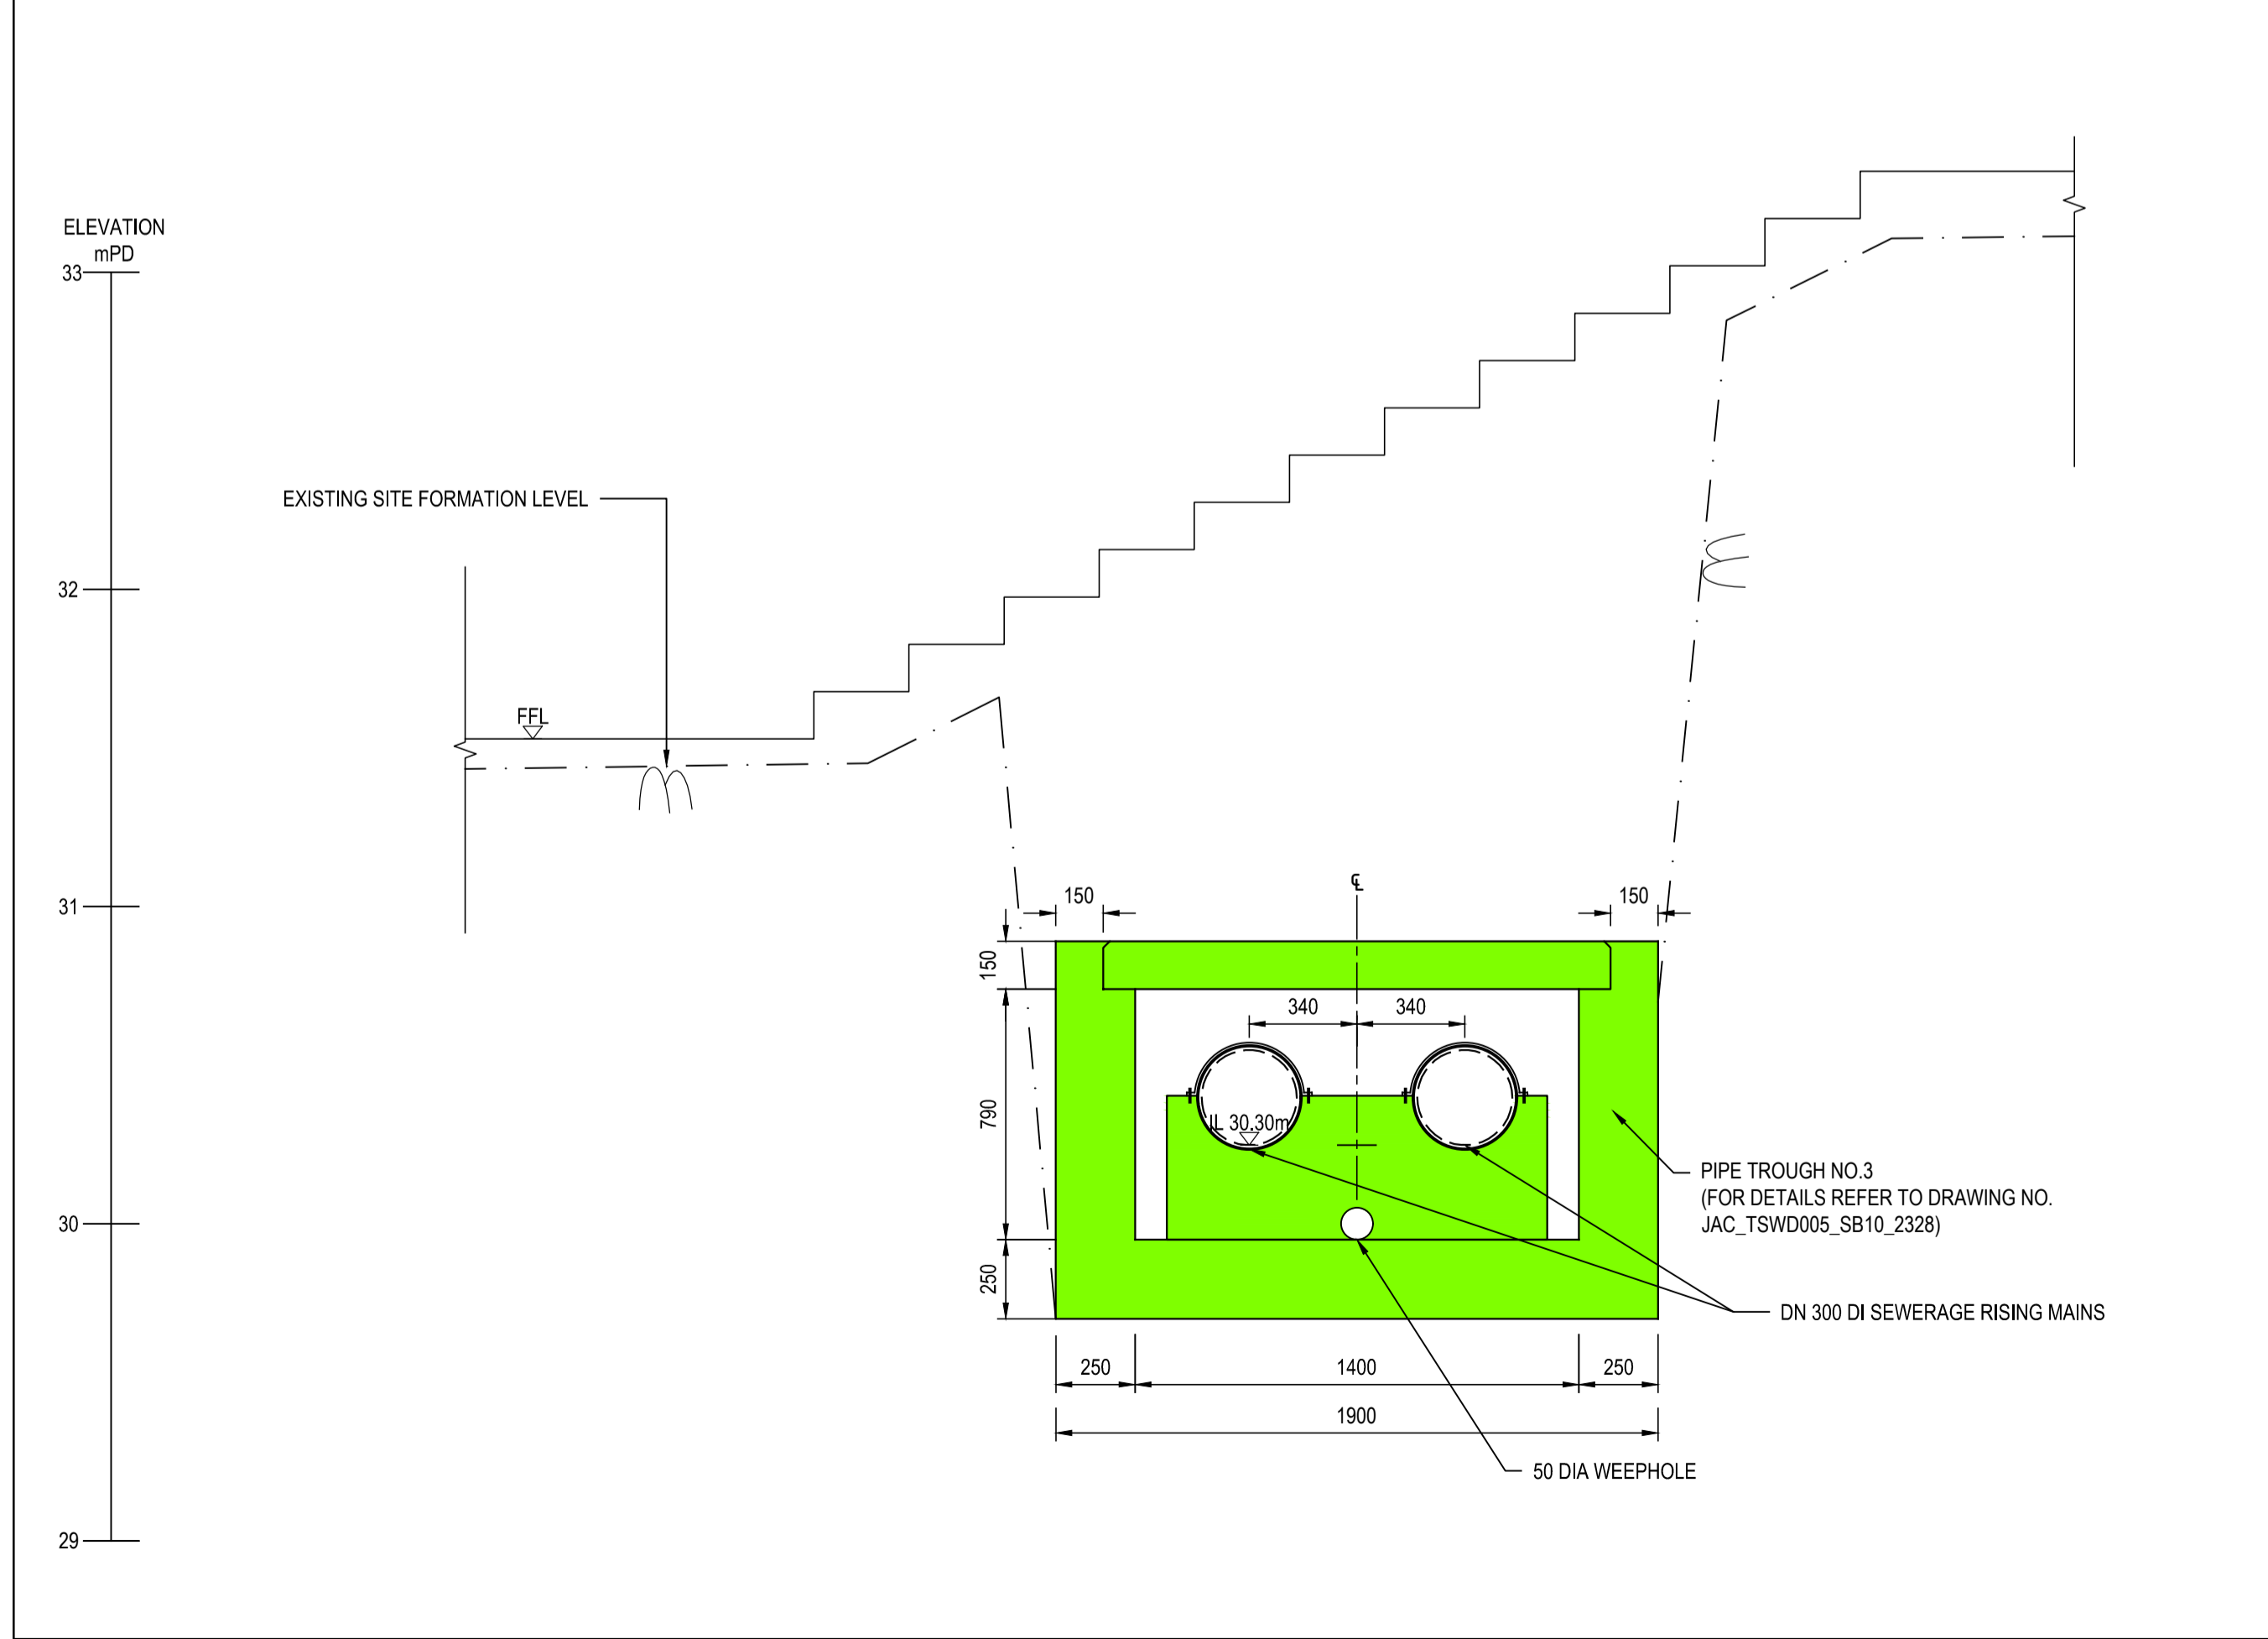 ELEVATION
mPD
33
32
31
30
29
EXISTING SITE FORMATION LEVEL
FFL
150
℄
150
150
340
340
790
IL 30.30m
250
PIPE TROUGH NO.3
(FOR DETAILS REFER TO DRAWING NO.
JAC_TSWD005_SB10_2328)
DN 300 DI SEWERAGE RISING MAINS
250
1400
250
1900
50 DIA WEEPHOLE